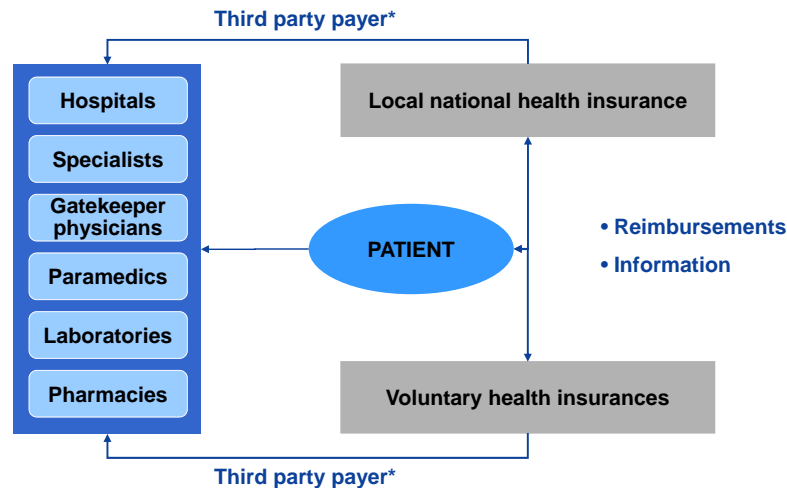 Third party payer*
Hospitals
Specialists
Gatekeeper
physicians
Paramedics
Laboratories
Pharmacies
Local national health insurance
PATIENT
• Reimbursements
• Information
Voluntary health insurances
Third party payer*